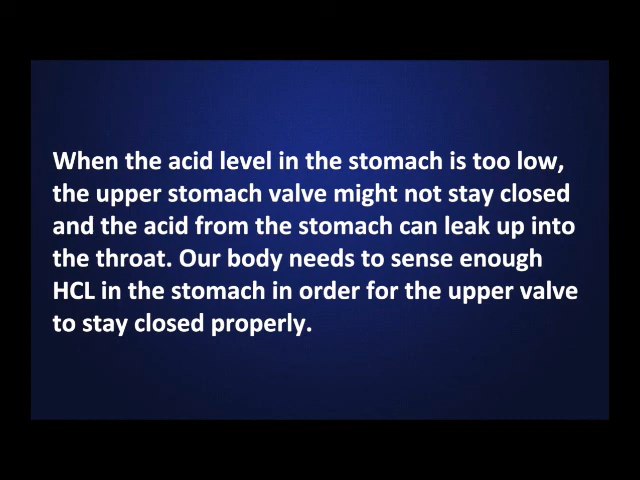 When the acid level in the stomach is too low,
the upper stomach valve might not stay closed
and the acid from the stomach can leak up into
the throat. Our body needs to sense enough
HCL in the stomach in order for the upper valve
to stay closed properly.